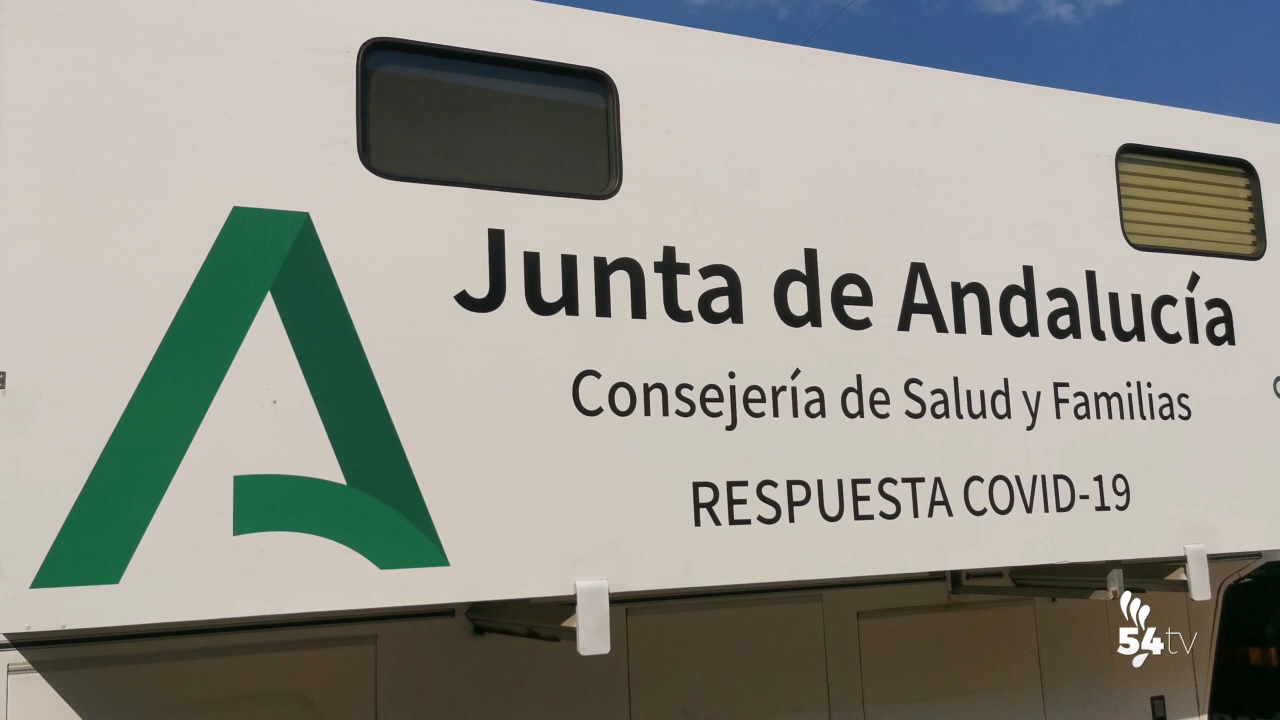 Junta de Andalucía
Consejería de Salud y Familias
RESPUESTA COVID-19
54tv